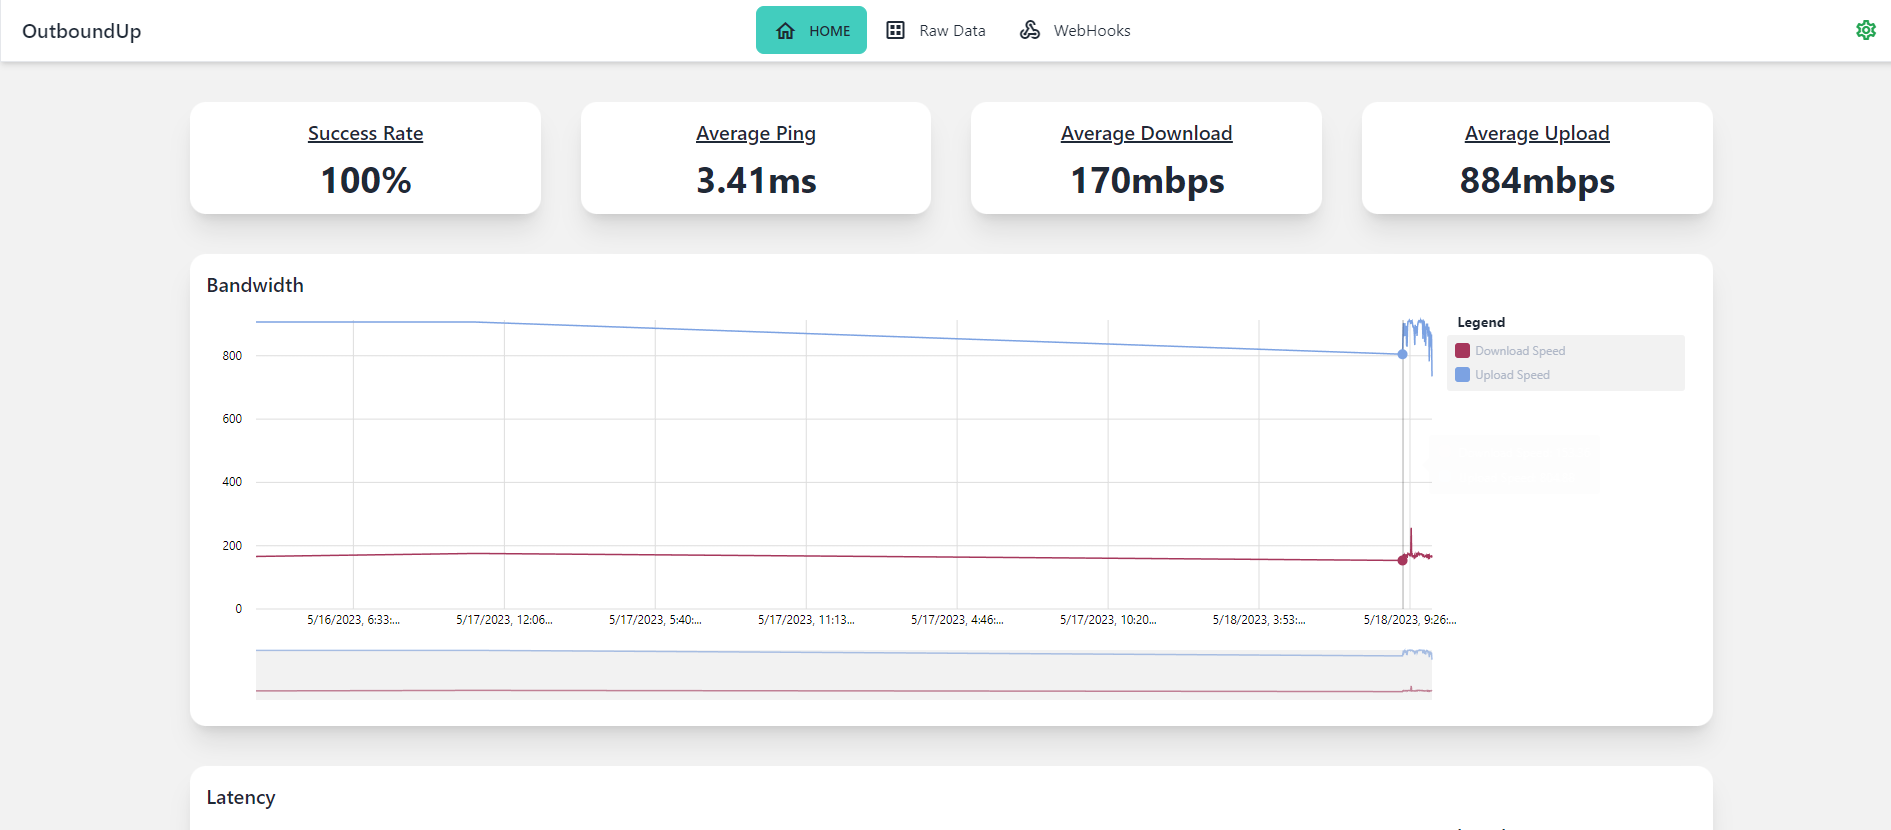 OutboundUp
HOME
Raw Data
WebHooks
Success Rate
100%
Average Ping
3.41ms
Average Download
170mbps
Average Upload
884mbps
Bandwidth
Legend
Download Speed
Upload Speed
800
600
400
200
0
5/16/2023, 6:33:...
5/17/2023, 12:06...
5/17/2023, 5:40:...
5/17/2023, 11:13...
5/17/2023, 4:46:...
5/17/2023, 10:20...
5/18/2023, 3:53:...
5/18/2023, 9:26:...
Latency